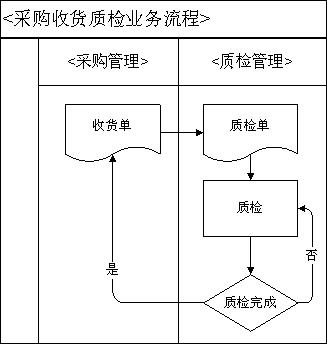 <采购收货质检业务流程>
<采购管理>
<质检管理>
收货单
质检单
质检
是
否
质检完成